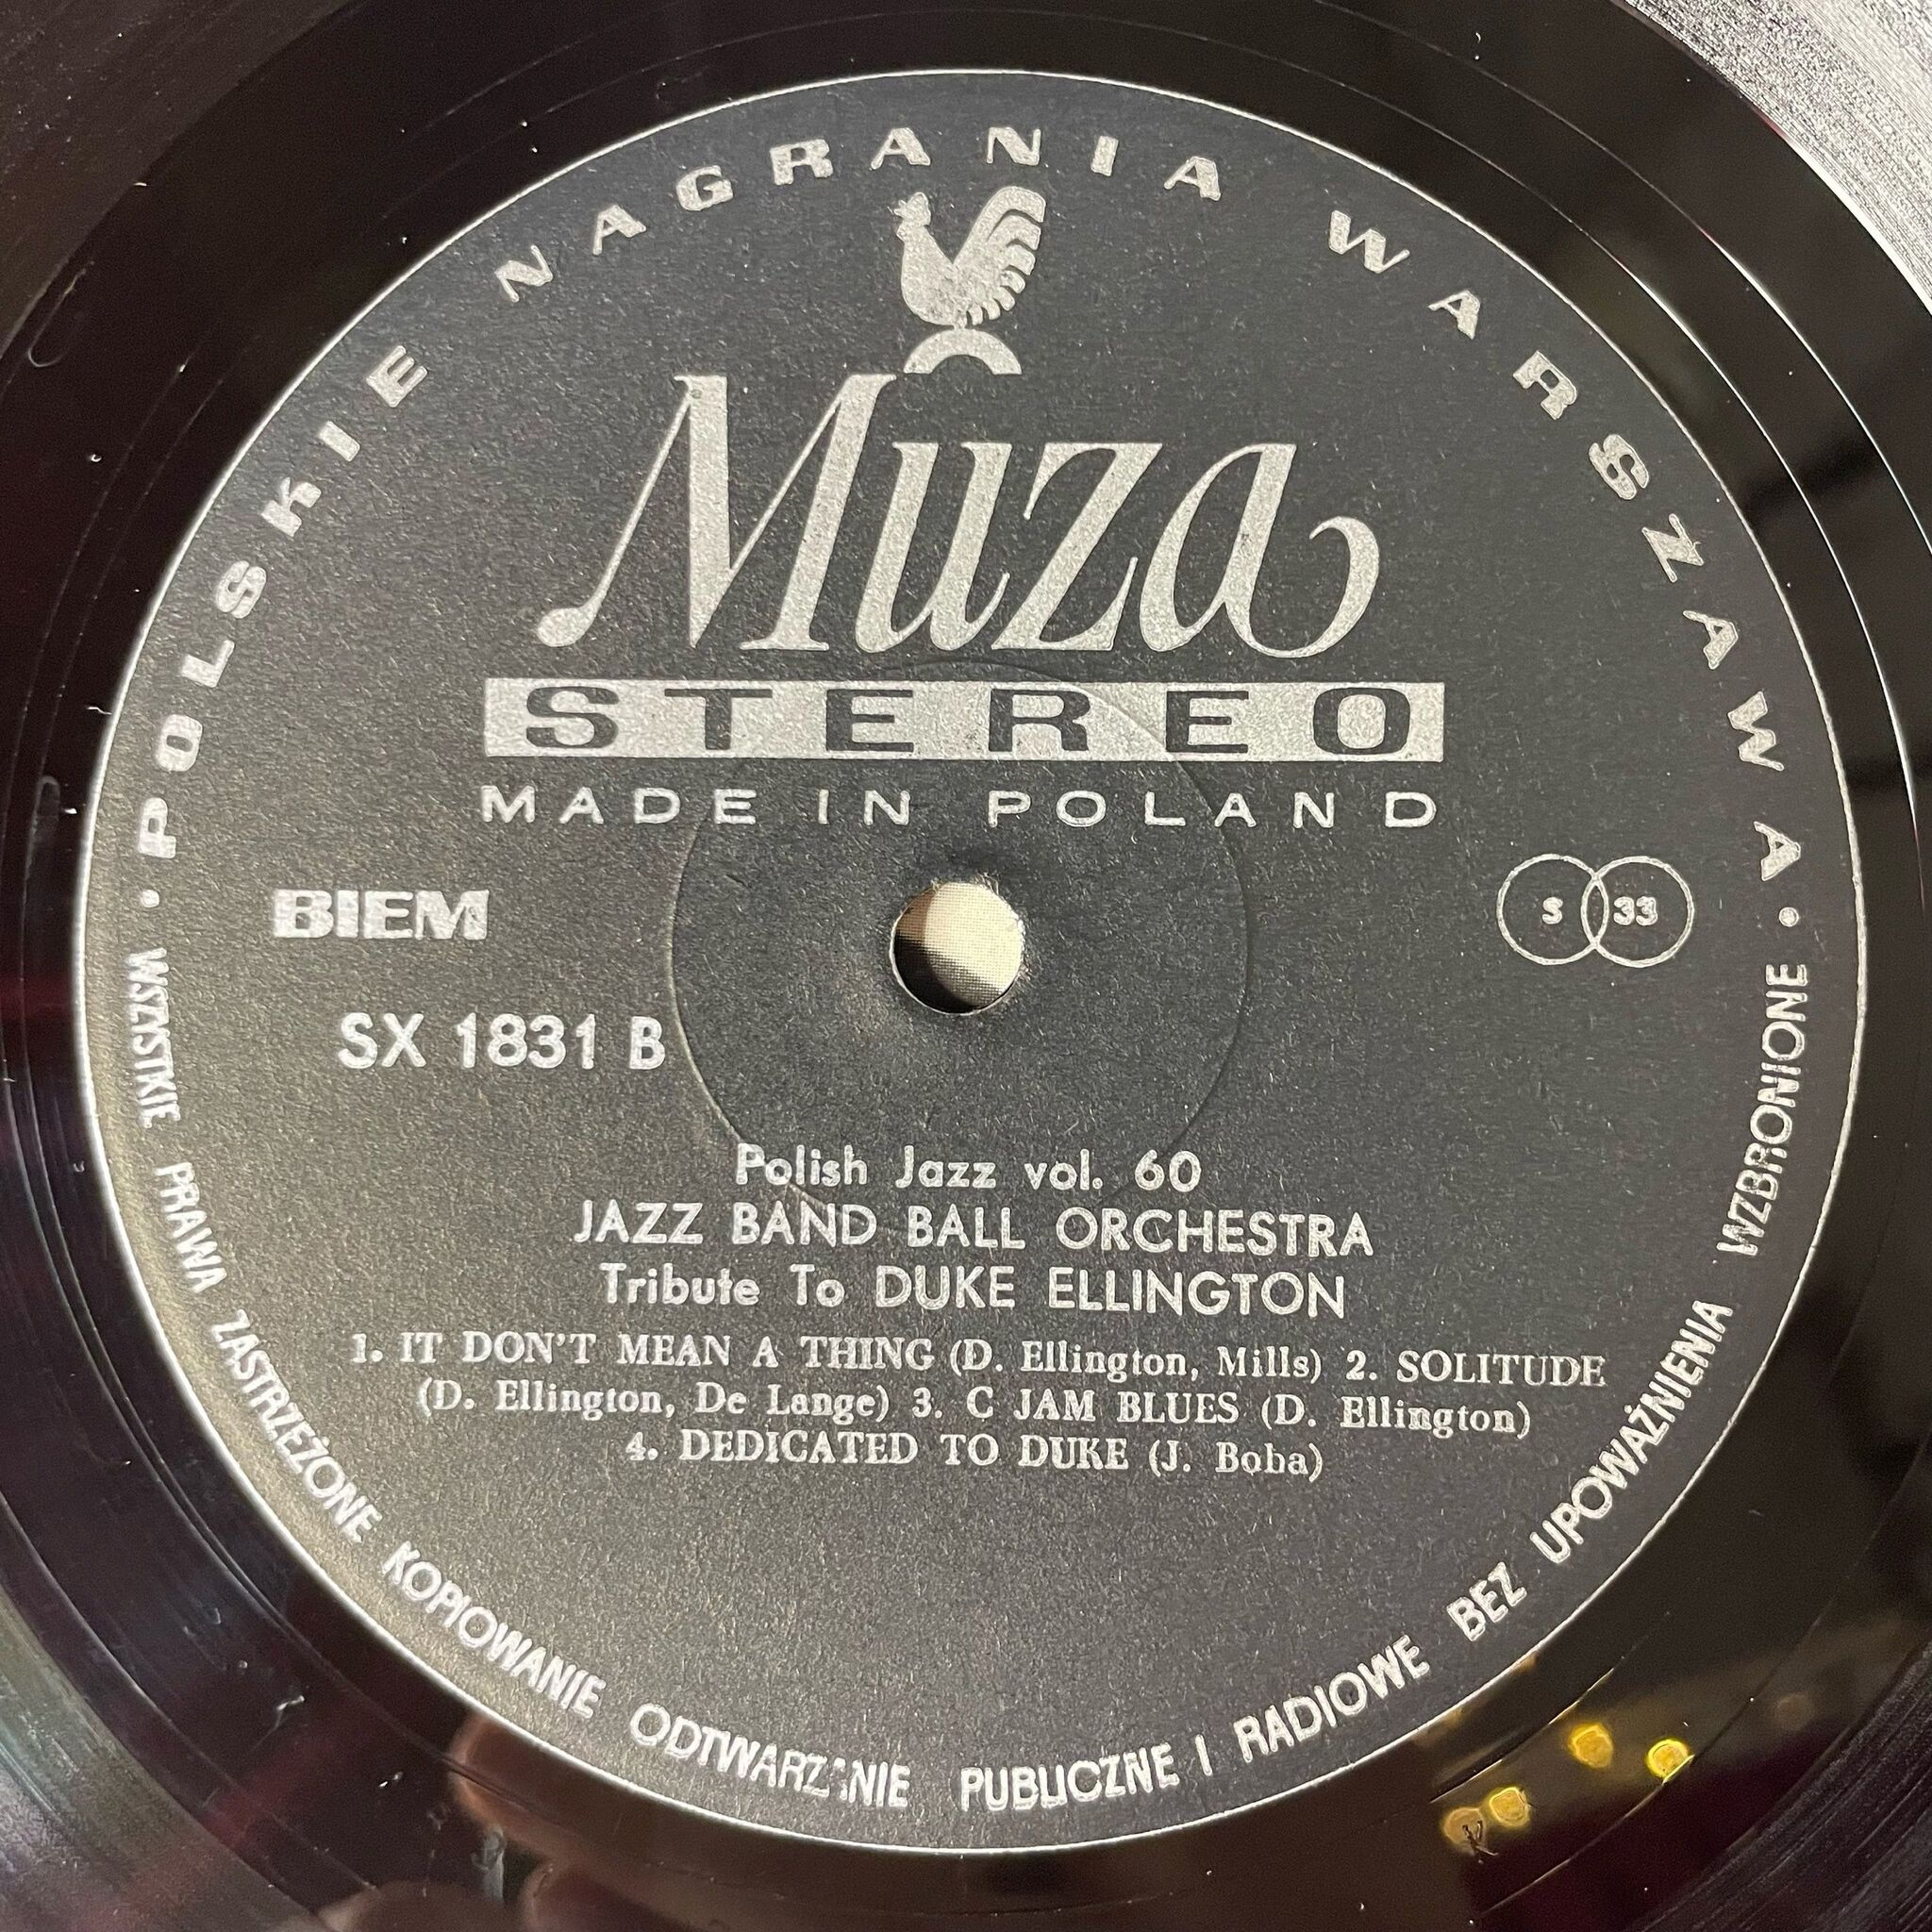 POLSKIE NAGRANIA WARSZAWA
Muza
STEREO
MADE IN POLAND
BIEM
S 33
SX 1831 B
Polish Jazz vol. 60
JAZZ BAND BALL ORCHESTRA
Tribute To DUKE ELLINGTON
1. IT DON'T MEAN A THING (D. Ellington, Mills) 2. SOLITUDE
(D. Ellington, De Lange) 3. C JAM BLUES (D. Ellington)
4. DEDICATED TO DUKE (J. Boba)
• WSZYSTKIE PRAWA ZASTRZEŻONE KOPIOWANIE ODTWARZANIE PUBLICZNE I RADIOWE BEZ UPOWAŻNIENIA WZBRONIONE •